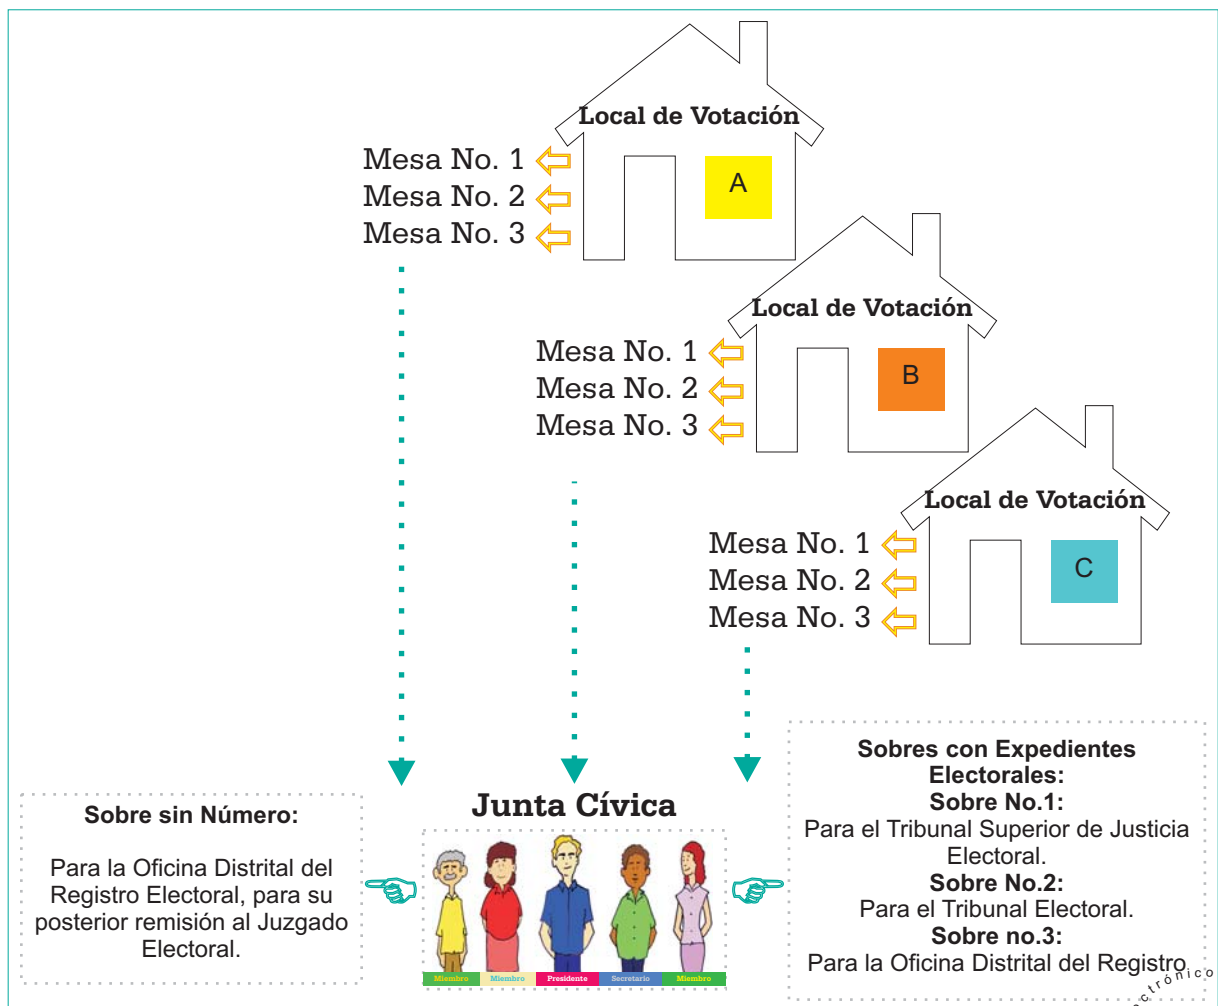 Local de Votación
Mesa No. 1
Mesa No. 2
Mesa No. 3
A
Local de Votación
Mesa No. 1
Mesa No. 2
Mesa No. 3
B
Local de Votación
Mesa No. 1
Mesa No. 2
Mesa No. 3
C
Sobre sin Número:
Para la Oficina Distrital del
Registro Electoral, para su
posterior remisión al Juzgado
Electoral.
Junta Cívica
Miembro
Miembro
Presidente
Secretario
Miembro
Sobres con Expedientes
Electorales:
Sobre No.1:
Para el Tribunal Superior de Justicia
Electoral.
Sobre No.2:
Para el Tribunal Electoral.
Sobre no.3:
Para la Oficina Distrital del Registro